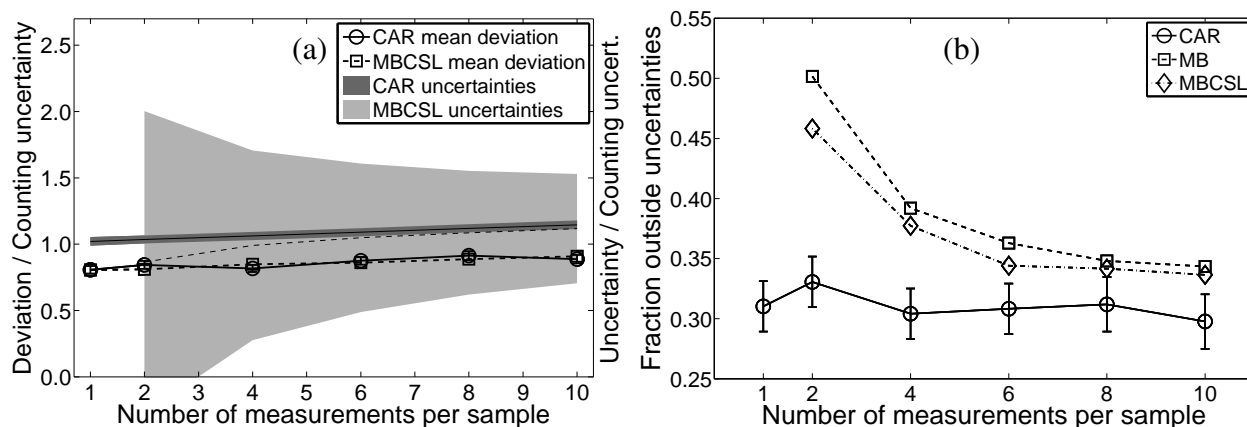 (a)
CAR mean deviation
MBCSL mean deviation
CAR uncertainties
MBCSL uncertainties
Deviation / Counting uncertainty
2.5
2.0
1.5
1.0
0.5
0.0
1 2 3 4 5 6 7 8 9 10
Number of measurements per sample
Uncertainty / Counting uncert.
(b)
CAR
MB
MBCSL
Fraction outside uncertainties
0.55
0.50
0.45
0.40
0.35
0.30
0.25
1 2 4 6 8 10
Number of measurements per sample